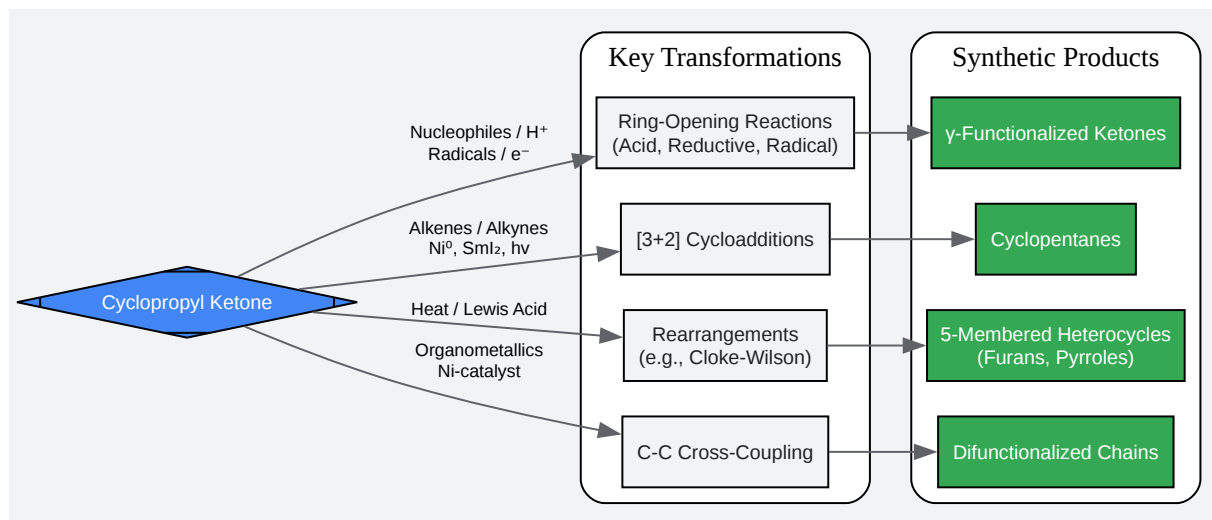 Key Transformations
Synthetic Products
Nucleophiles / H⁺
Radicals / e⁻
Ring-Opening Reactions
(Acid, Reductive, Radical)
γ-Functionalized Ketones
Alkenes / Alkynes
Ni⁰, SmI₂, hν
[3+2] Cycloadditions
Cyclopentanes
Cyclopropyl Ketone
Heat / Lewis Acid
Rearrangements
(e.g., Cloke-Wilson)
5-Membered Heterocycles
(Furans, Pyrroles)
Organometallics
Ni-catalyst
C-C Cross-Coupling
Difunctionalized Chains